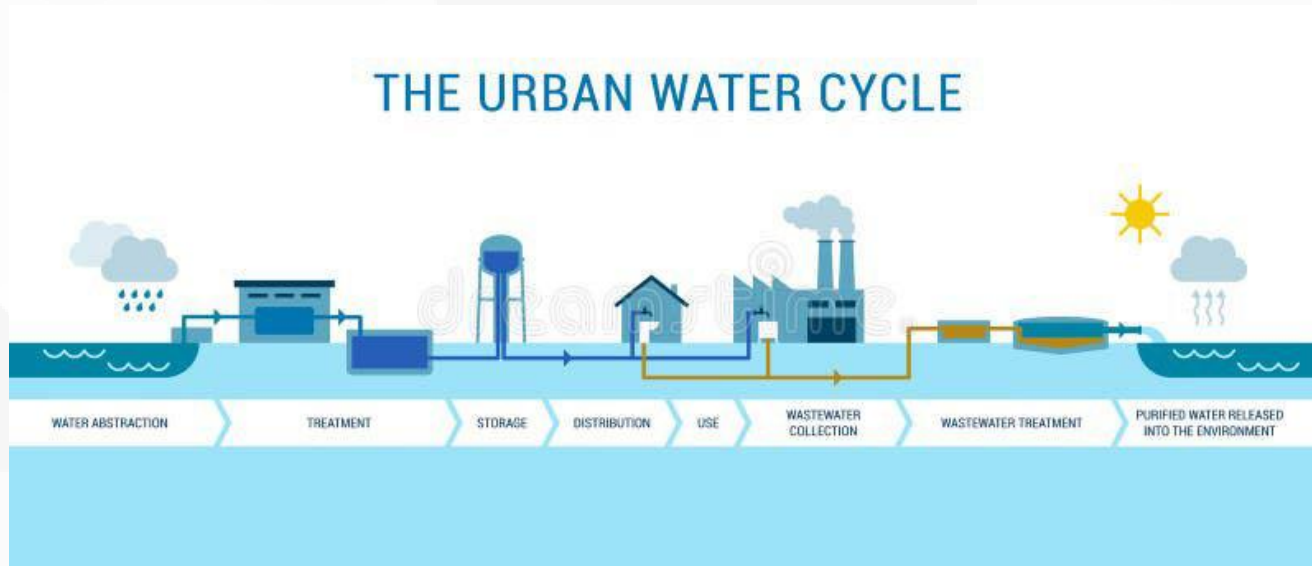 THE URBAN WATER CYCLE
dreamstime
WATER ABSTRACTION
TREATMENT
STORAGE
DISTRIBUTION
USE
WASTEWATER
COLLECTION
WASTEWATER TREATMENT
PURIFIED WATER RELEASED
INTO THE ENVIRONMENT